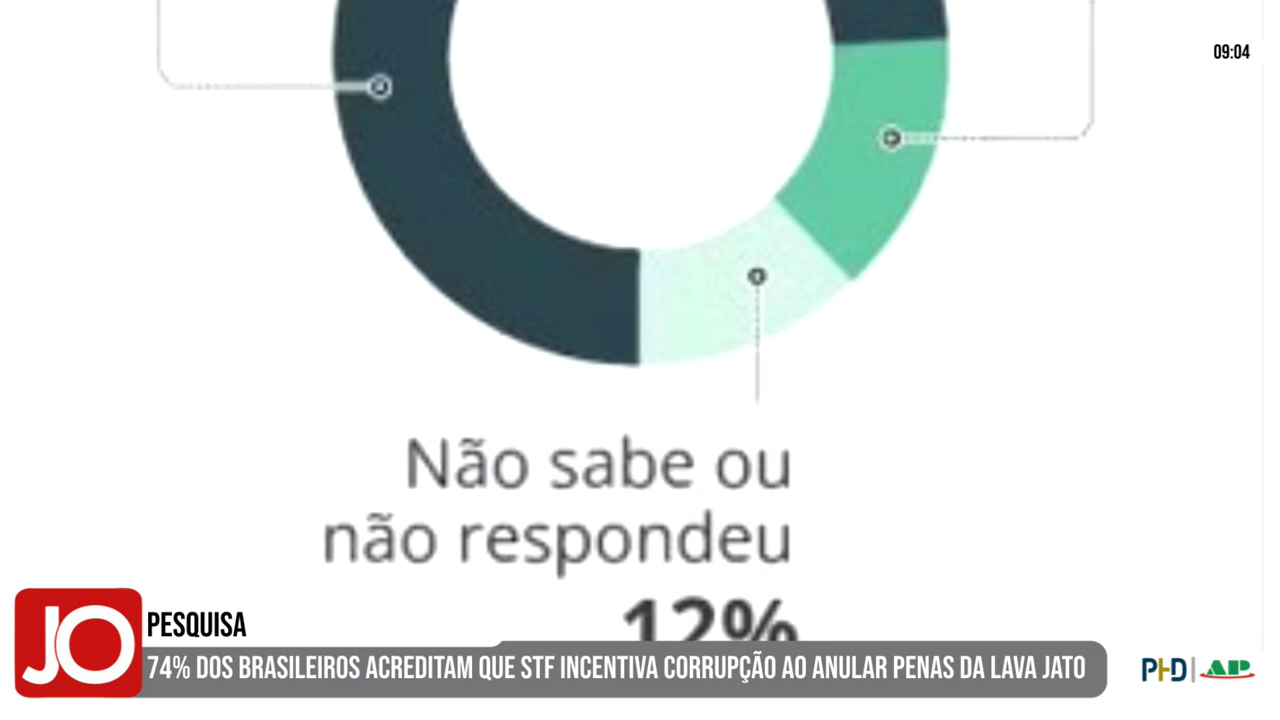 09:04
Não sabe ou
não respondeu
12%
JO
PESQUISA
74% DOS BRASILEIROS ACREDITAM QUE STF INCENTIVA CORRUPÇÃO AO ANULAR PENAS DA LAVA JATO
PHD | AP